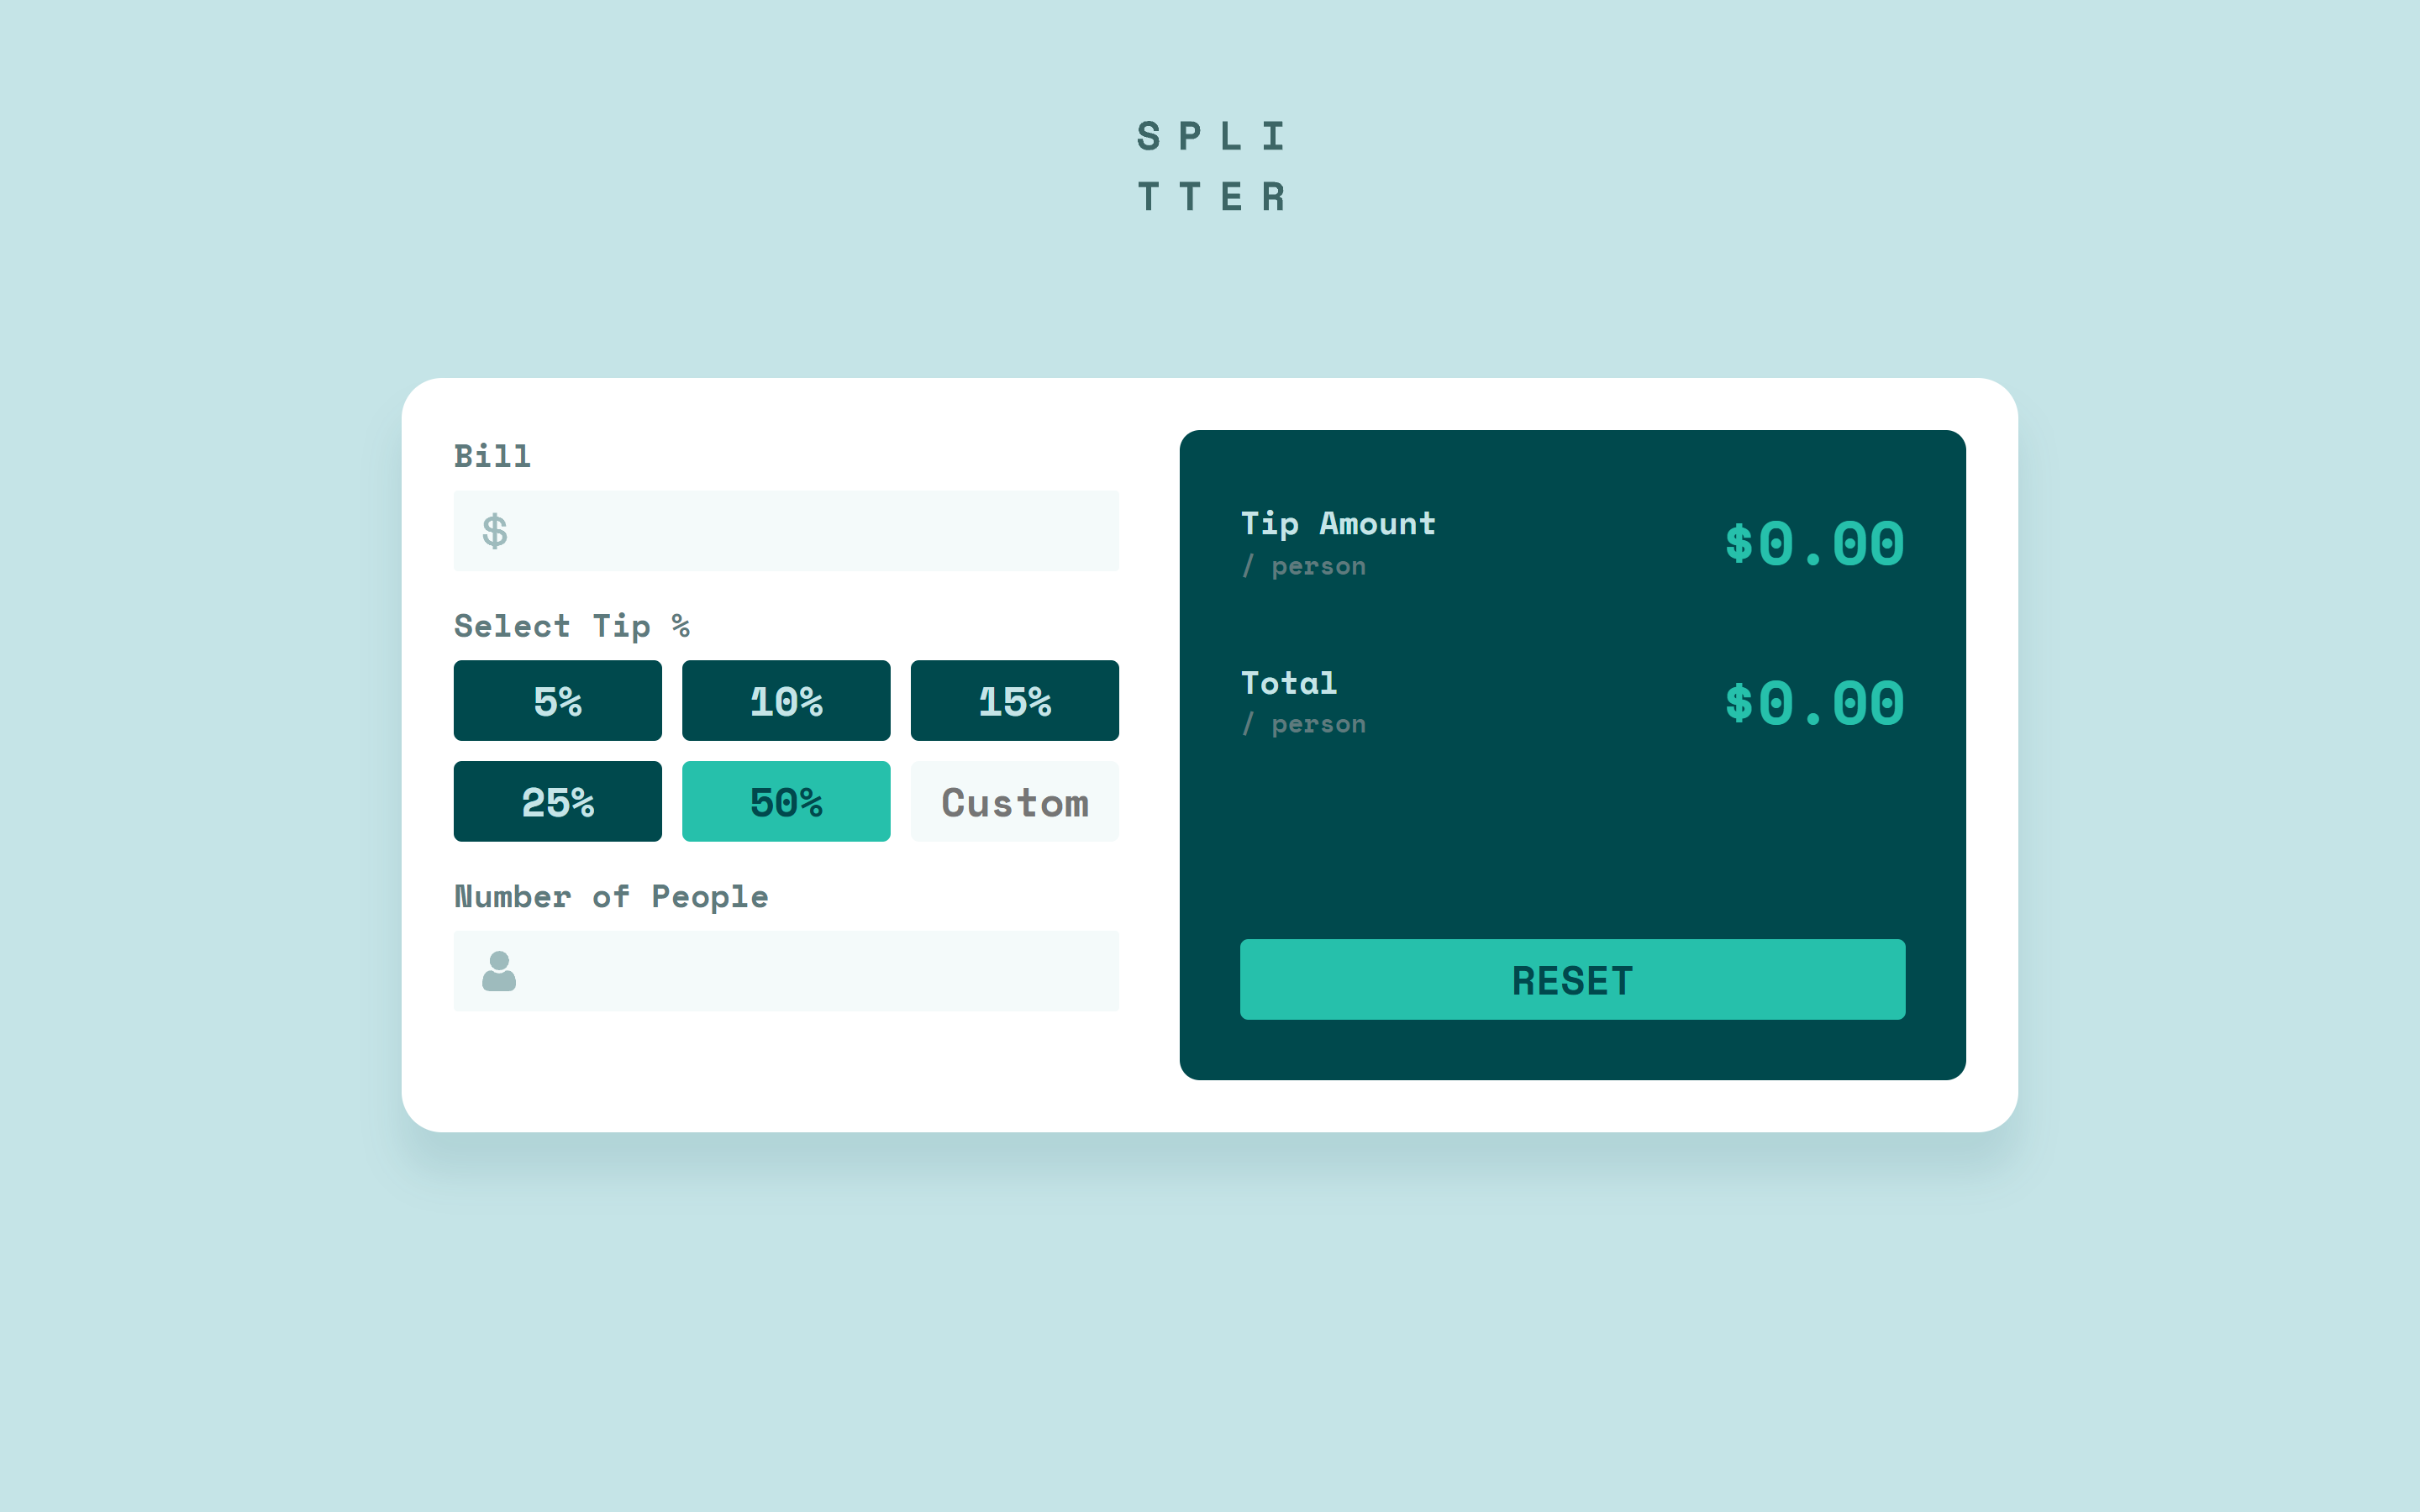 SPLI
TTER
Bill
$
Select Tip %
5% 10% 15%
25% 50% Custom
Number of People
Tip Amount
/ person
$0.00
Total
/ person
$0.00
RESET